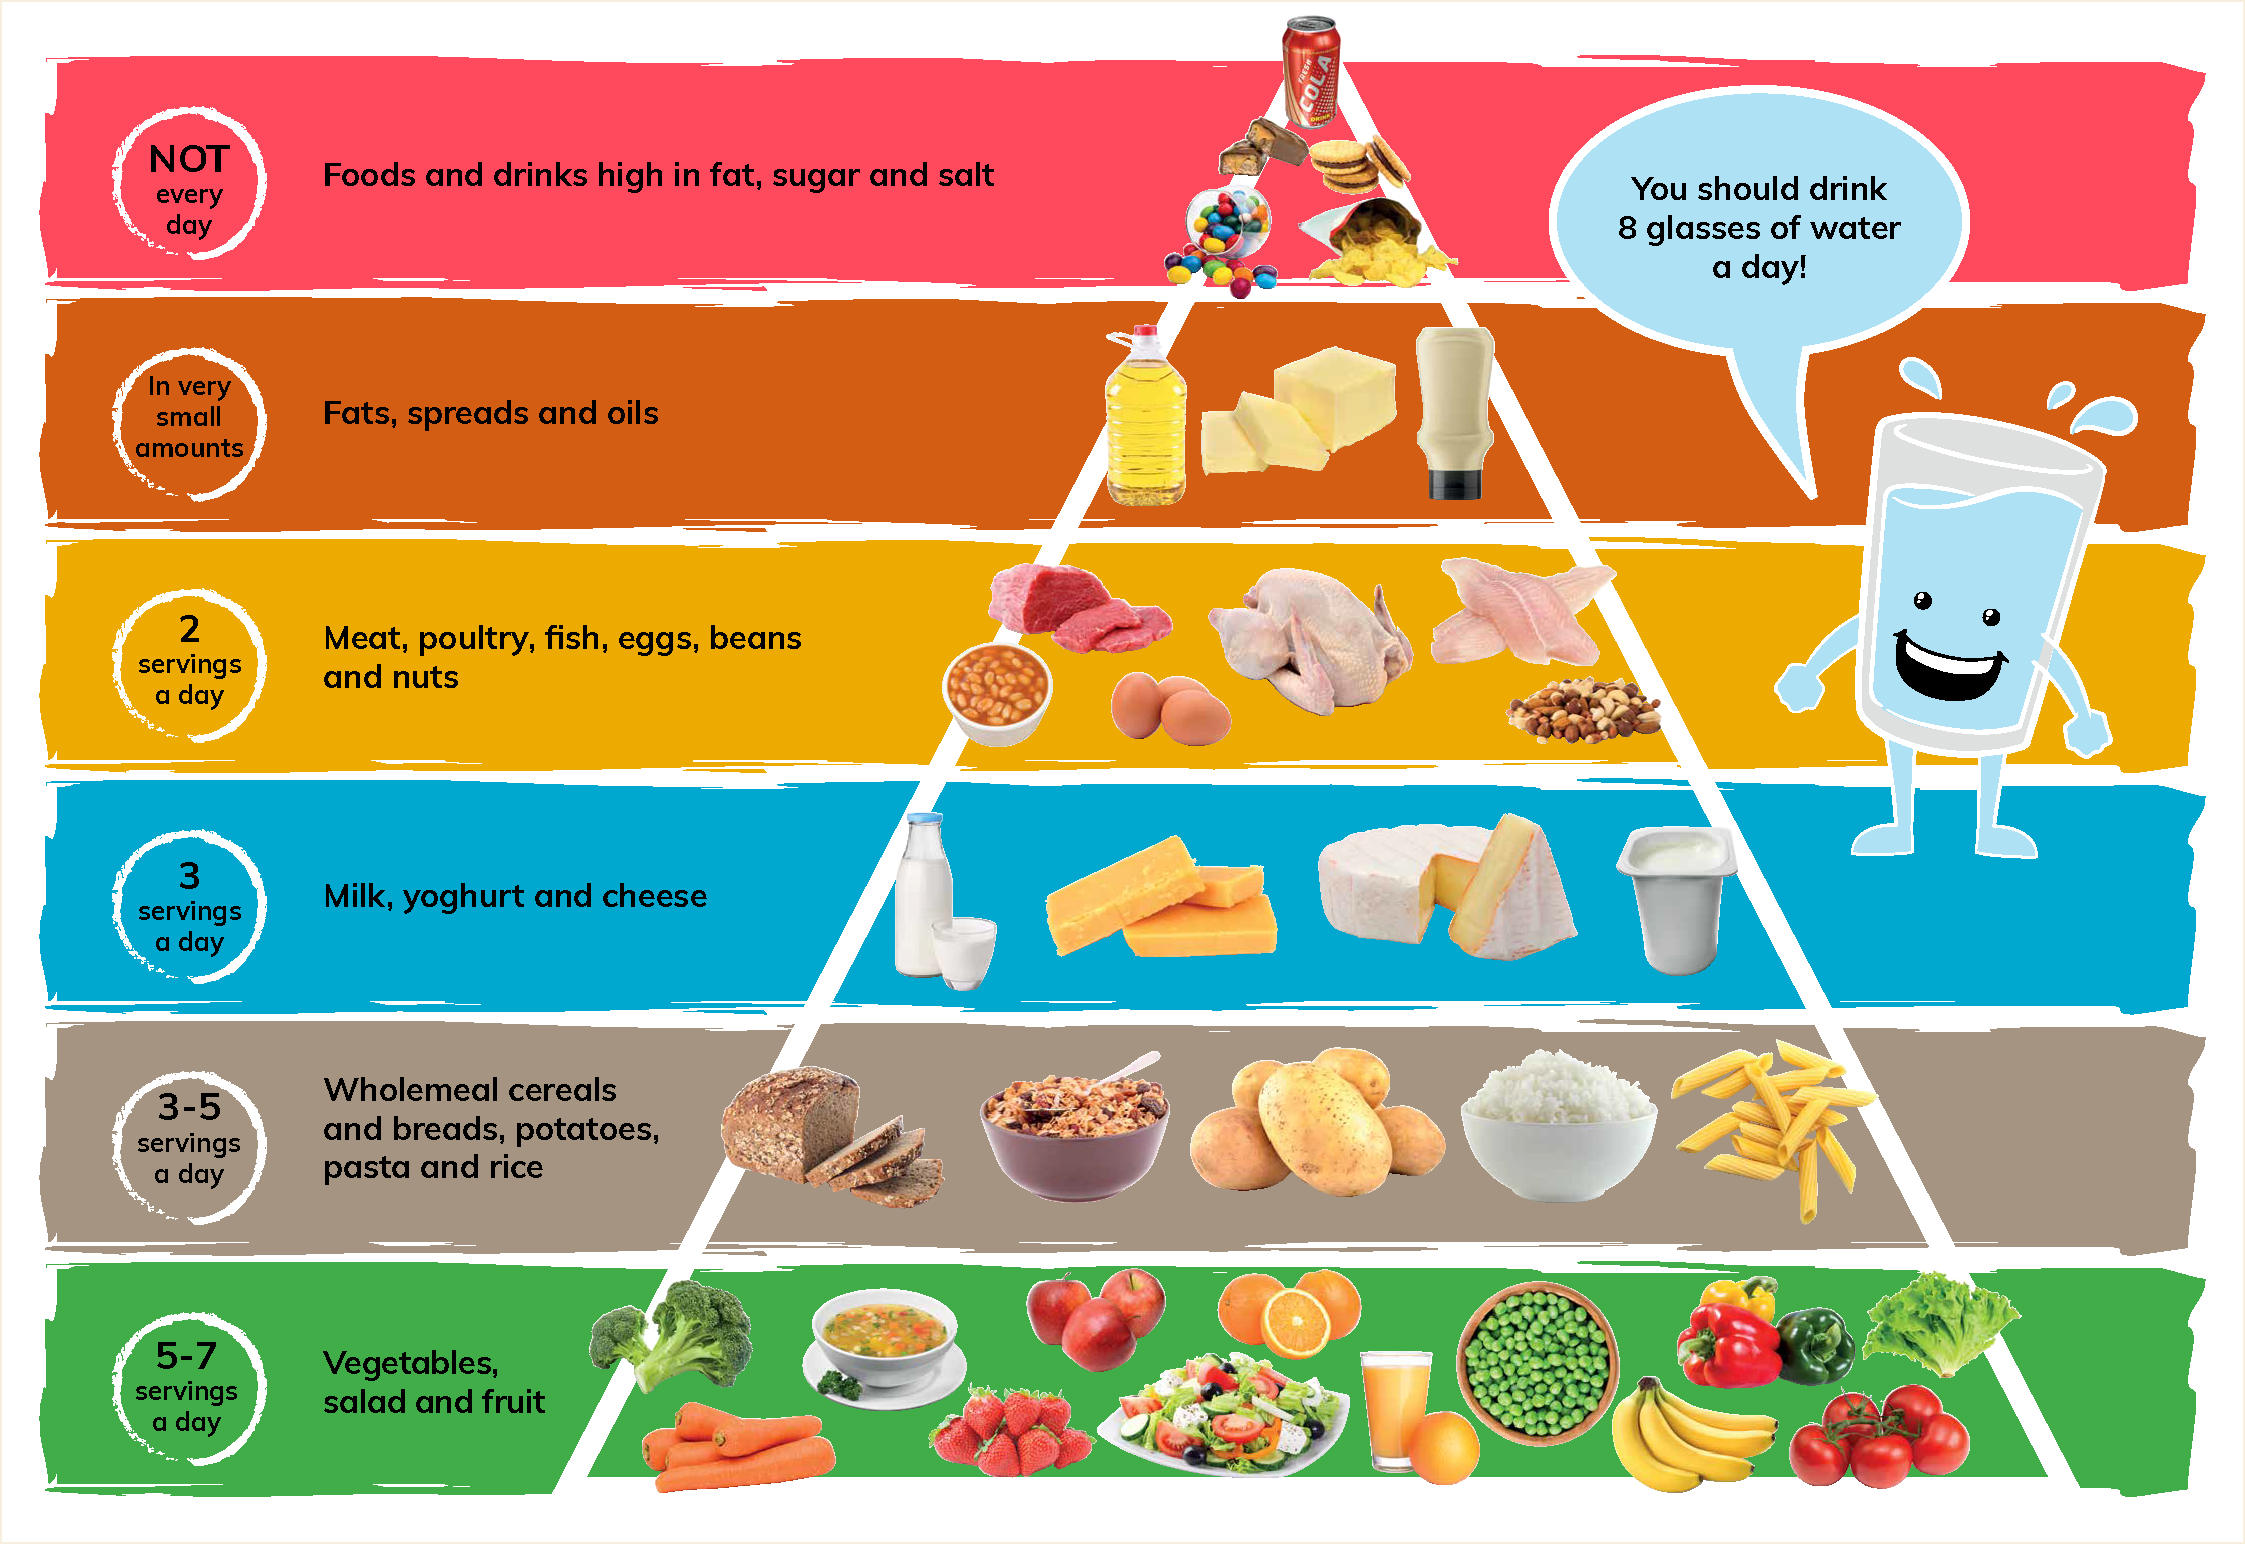 FRESH
COLA
DRINK
NOT
every
day
Foods and drinks high in fat, sugar and salt
You should drink
8 glasses of water
a day!
In very
small
amounts
Fats, spreads and oils
2
servings
a day
Meat, poultry, fish, eggs, beans
and nuts
3
servings
a day
Milk, yoghurt and cheese
3-5
servings
a day
Wholemeal cereals
and breads, potatoes,
pasta and rice
5-7
servings
a day
Vegetables,
salad and fruit